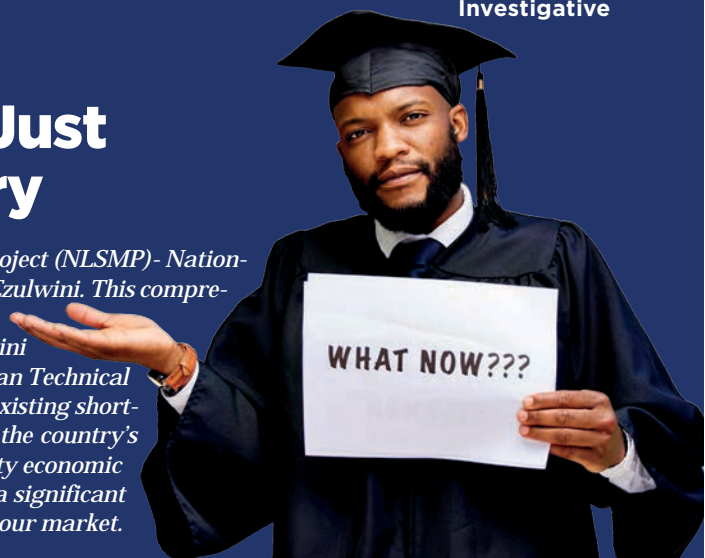 Investigative
Just
ry
oject (NLSMP)- Nation-
Ezulwini. This compre-
ini
an Technical
existing short-
the country's
ty economic
a significant
our market.
WHAT NOW???